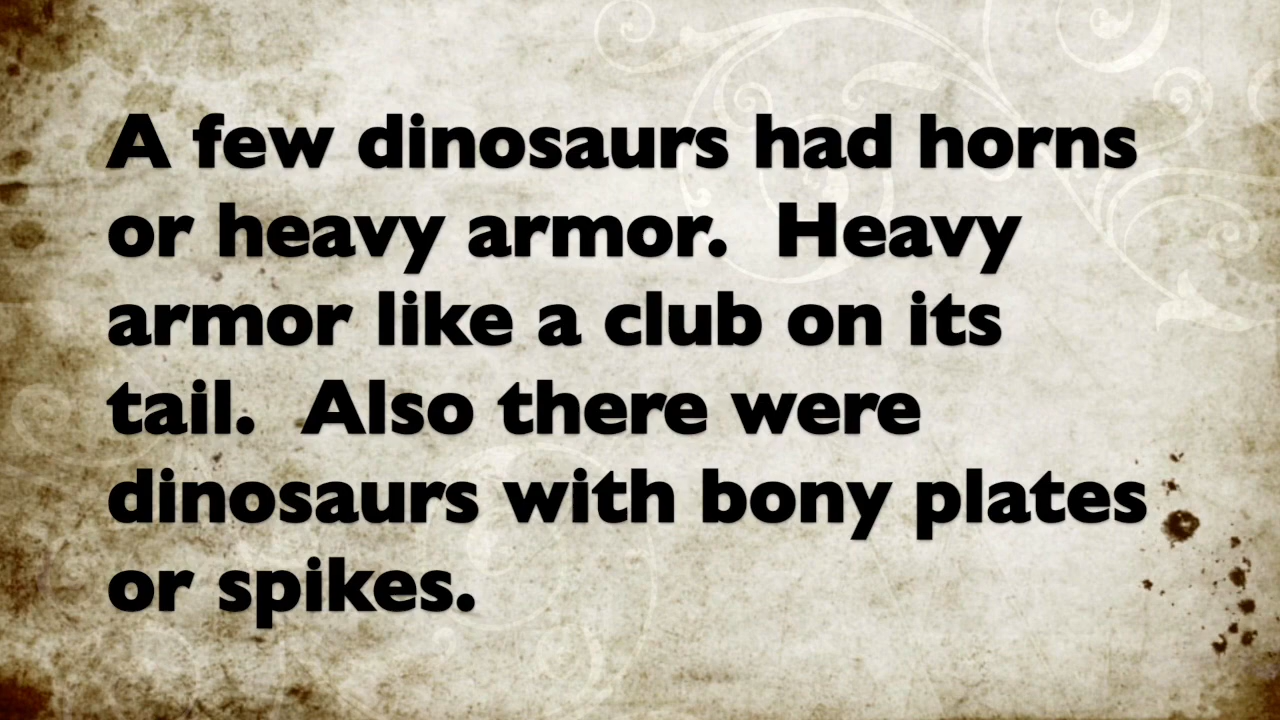 A few dinosaurs had horns
or heavy armor.  Heavy
armor like a club on its
tail.  Also there were
dinosaurs with bony plates
or spikes.